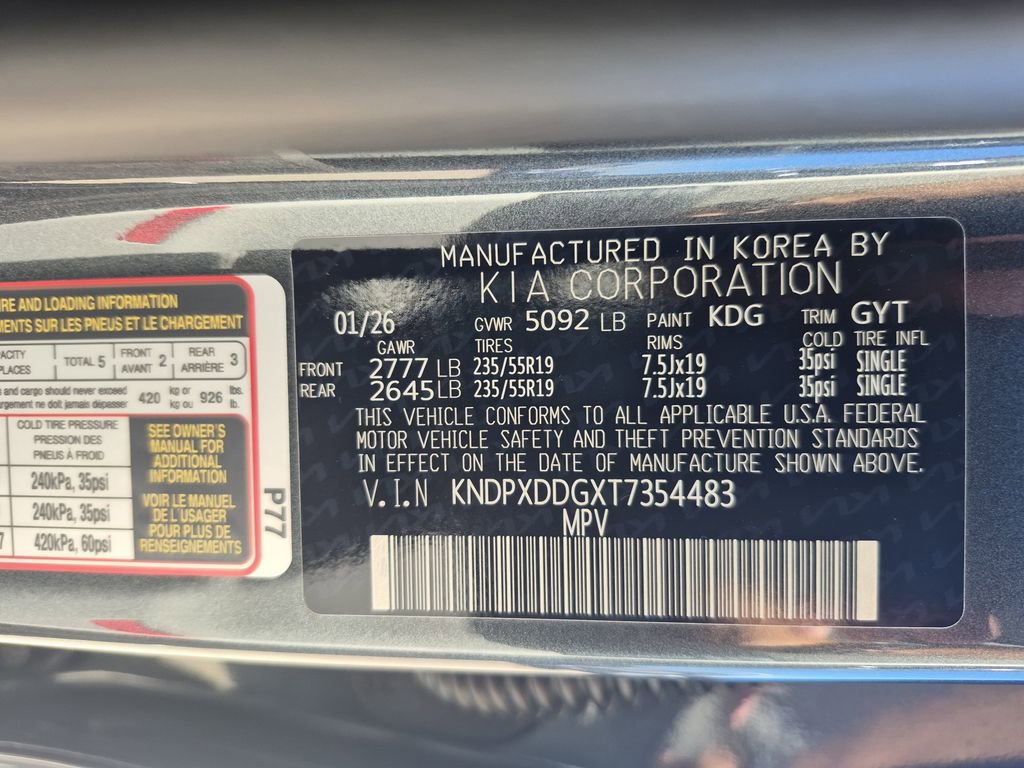 MANUFACTURED IN KOREA BY
KIA CORPORATION
01/26 GVWR 5092 LB PAINT KDG TRIM GYT
GAWR TIRES RIMS COLD TIRE INFL
FRONT 2777 LB 235/55R19 7.5Jx19 35psi SINGLE
REAR 2645 LB 235/55R19 7.5Jx19 35psi SINGLE
THIS VEHICLE CONFORMS TO ALL APPLICABLE U.S.A. FEDERAL
MOTOR VEHICLE SAFETY AND THEFT PREVENTION STANDARDS
IN EFFECT ON THE DATE OF MANUFACTURE SHOWN ABOVE.
V.I.N KNDPXDDGXT7354483
MPV
AND LOADING INFORMATION
SUR LES PNEUS ET LE CHARGEMENT
TOTAL 5 FRONT AVANT 2 REAR ARRIÈRE 3
and cargo should never exceed 420 kg or 926 lbs.
ne doit jamais dépasser kg ou lb.
COLD TIRE PRESSURE
PRESSION DES
PNEUS À FROID
240kPa, 35psi
240kPa, 35psi
420kPa, 60psi
SEE OWNER'S
MANUAL FOR
ADDITIONAL
INFORMATION
VOIR LE MANUEL
DE L'USAGER
POUR PLUS DE
RENSEIGNEMENTS
P77